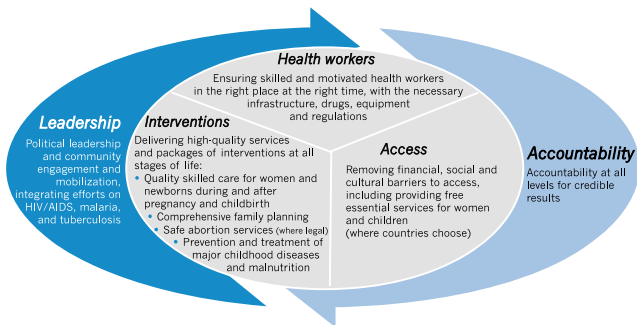 Health workers
Ensuring skilled and motivated health workers
in the right place at the right time, with the necessary
infrastructure, drugs, equipment
and regulations
Leadership
Political leadership
and community
engagement and
mobilization,
integrating efforts on
HIV/AIDS, malaria,
and tuberculosis
Interventions
Delivering high-quality services
and packages of interventions at all
stages of life:
• Quality skilled care for women and
newborns during and after
pregnancy and childbirth
• Comprehensive family planning
• Safe abortion services (where legal)
• Prevention and treatment of
major childhood diseases
and malnutrition
Access
Removing financial, social and
cultural barriers to access,
including providing free
essential services for women
and children
(where countries choose)
Accountability
Accountability at all
levels for credible
results